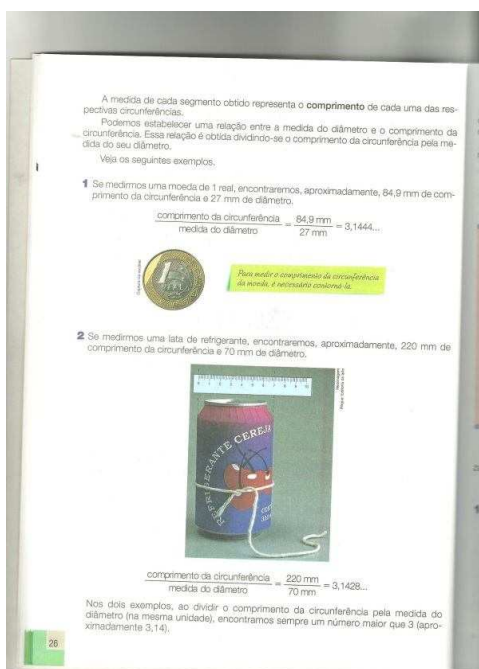 A medida de cada segmento obtido representa o comprimento de cada uma das res-
pectivas circunferências.
Podemos estabelecer uma relação entre a medida do diâmetro e o comprimento da
circunferência. Essa relação é obtida dividindo-se o comprimento da circunferência pela me-
dida do seu diâmetro.
Veja os seguintes exemplos.
1 Se medirmos uma moeda de 1 real, encontraremos, aproximadamente, 84,9 mm de com-
primento da circunferência e 27 mm de diâmetro.
comprimento da circunferência / medida do diâmetro = 84,9 mm / 27 mm = 3,1444...
Para medir o comprimento da circunferência
da moeda, é necessário contorná-la.
2 Se medirmos uma lata de refrigerante, encontraremos, aproximadamente, 220 mm de
comprimento da circunferência e 70 mm de diâmetro.
REFRIGERANTE CEREJA
comprimento da circunferência / medida do diâmetro = 220 mm / 70 mm = 3,1428...
Nos dois exemplos, ao dividir o comprimento da circunferência pela medida do
diâmetro (na mesma unidade), encontramos sempre um número maior que 3 (apro-
ximadamente 3,14).
26